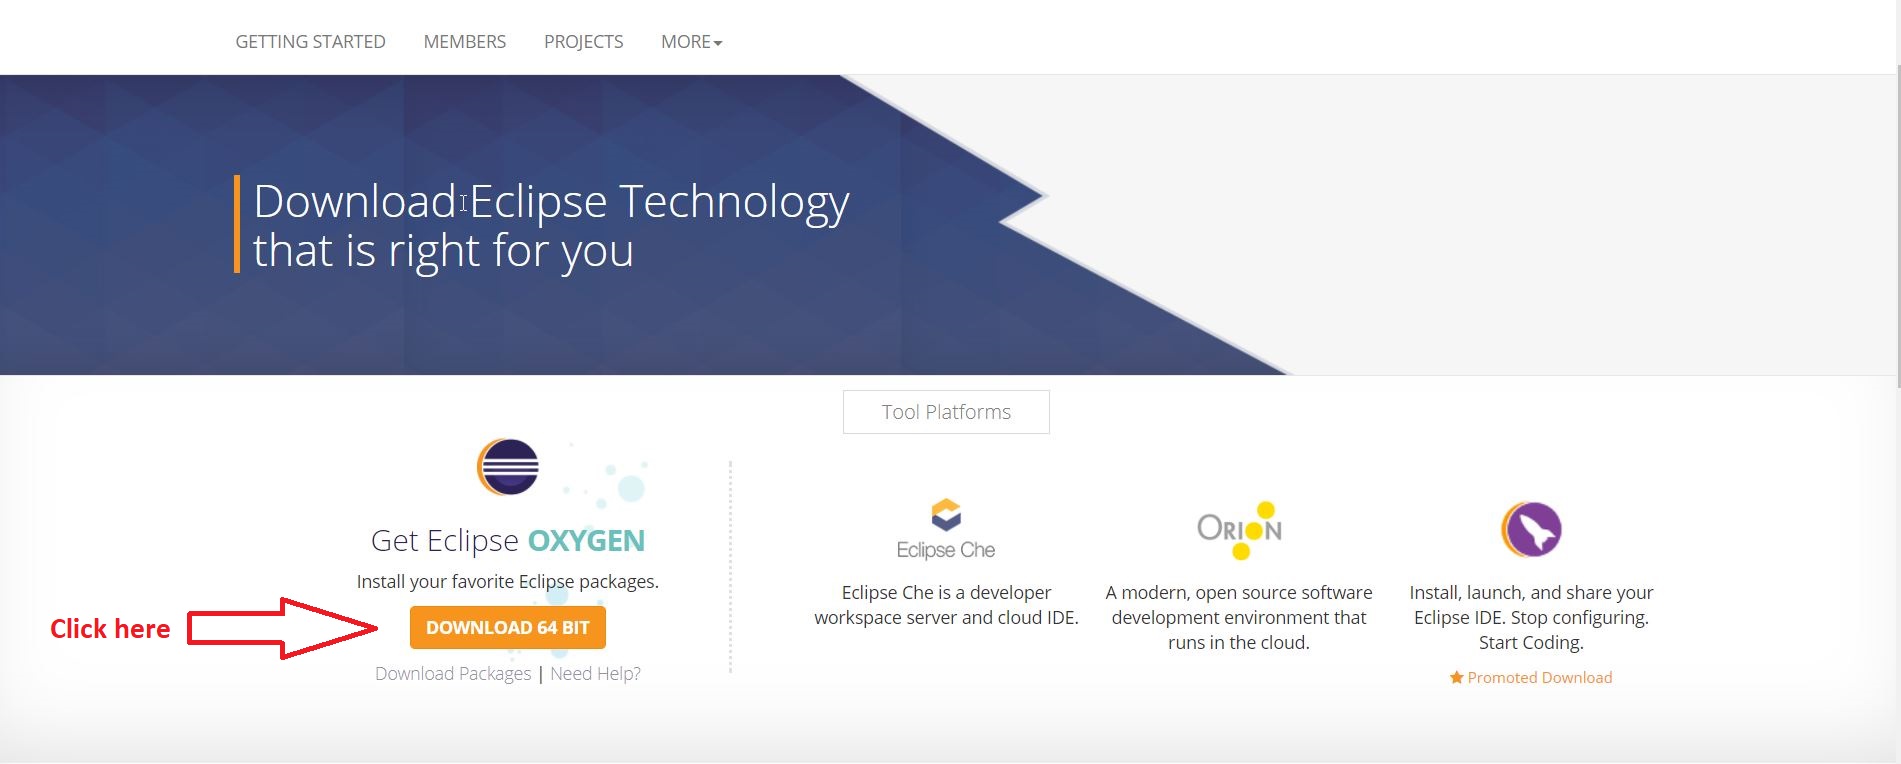 GETTING STARTED MEMBERS PROJECTS MORE
Download Eclipse Technology
that is right for you
Tool Platforms
Get Eclipse OXYGEN
Install your favorite Eclipse packages.
Click here
DOWNLOAD 64 BIT
Download Packages | Need Help?
Eclipse Che
Eclipse Che is a developer
workspace server and cloud IDE.
ORION
A modern, open source software
development environment that
runs in the cloud.
Install, launch, and share your
Eclipse IDE. Stop configuring.
Start Coding.
Promoted Download